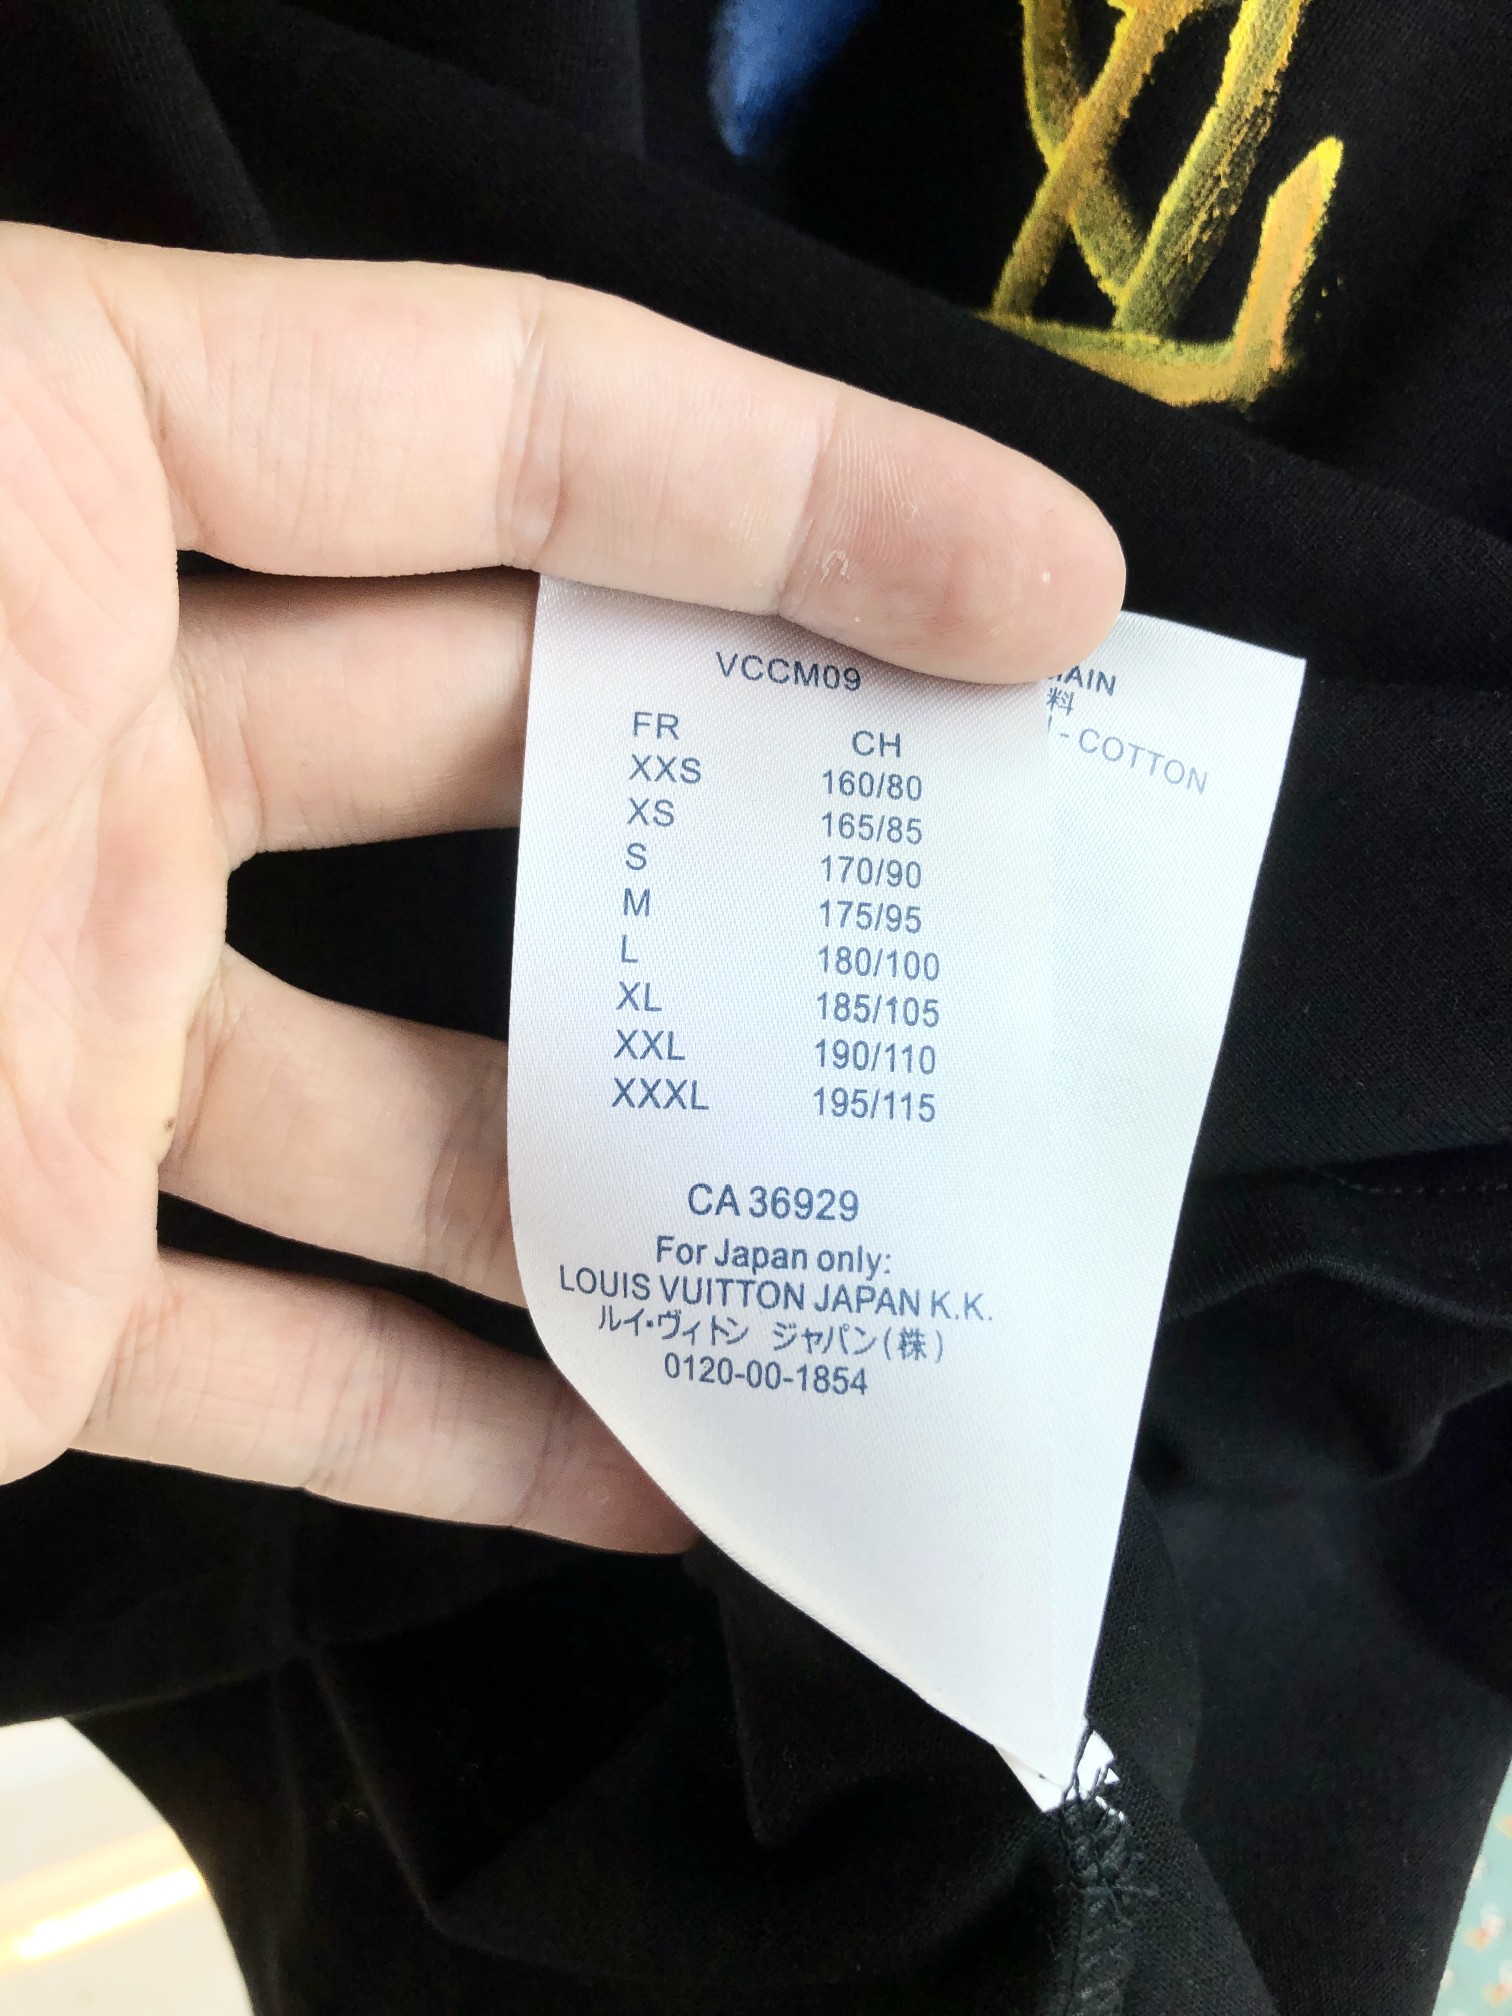 VCCM09
FR CH
XXS 160/80
XS 165/85
S 170/90
M 175/95
L 180/100
XL 185/105
XXL 190/110
XXXL 195/115
CA 36929
For Japan only:
LOUIS VUITTON JAPAN K.K.
ルイ・ヴィトン ジャパン(株)
0120-00-1854
料
- COTTON